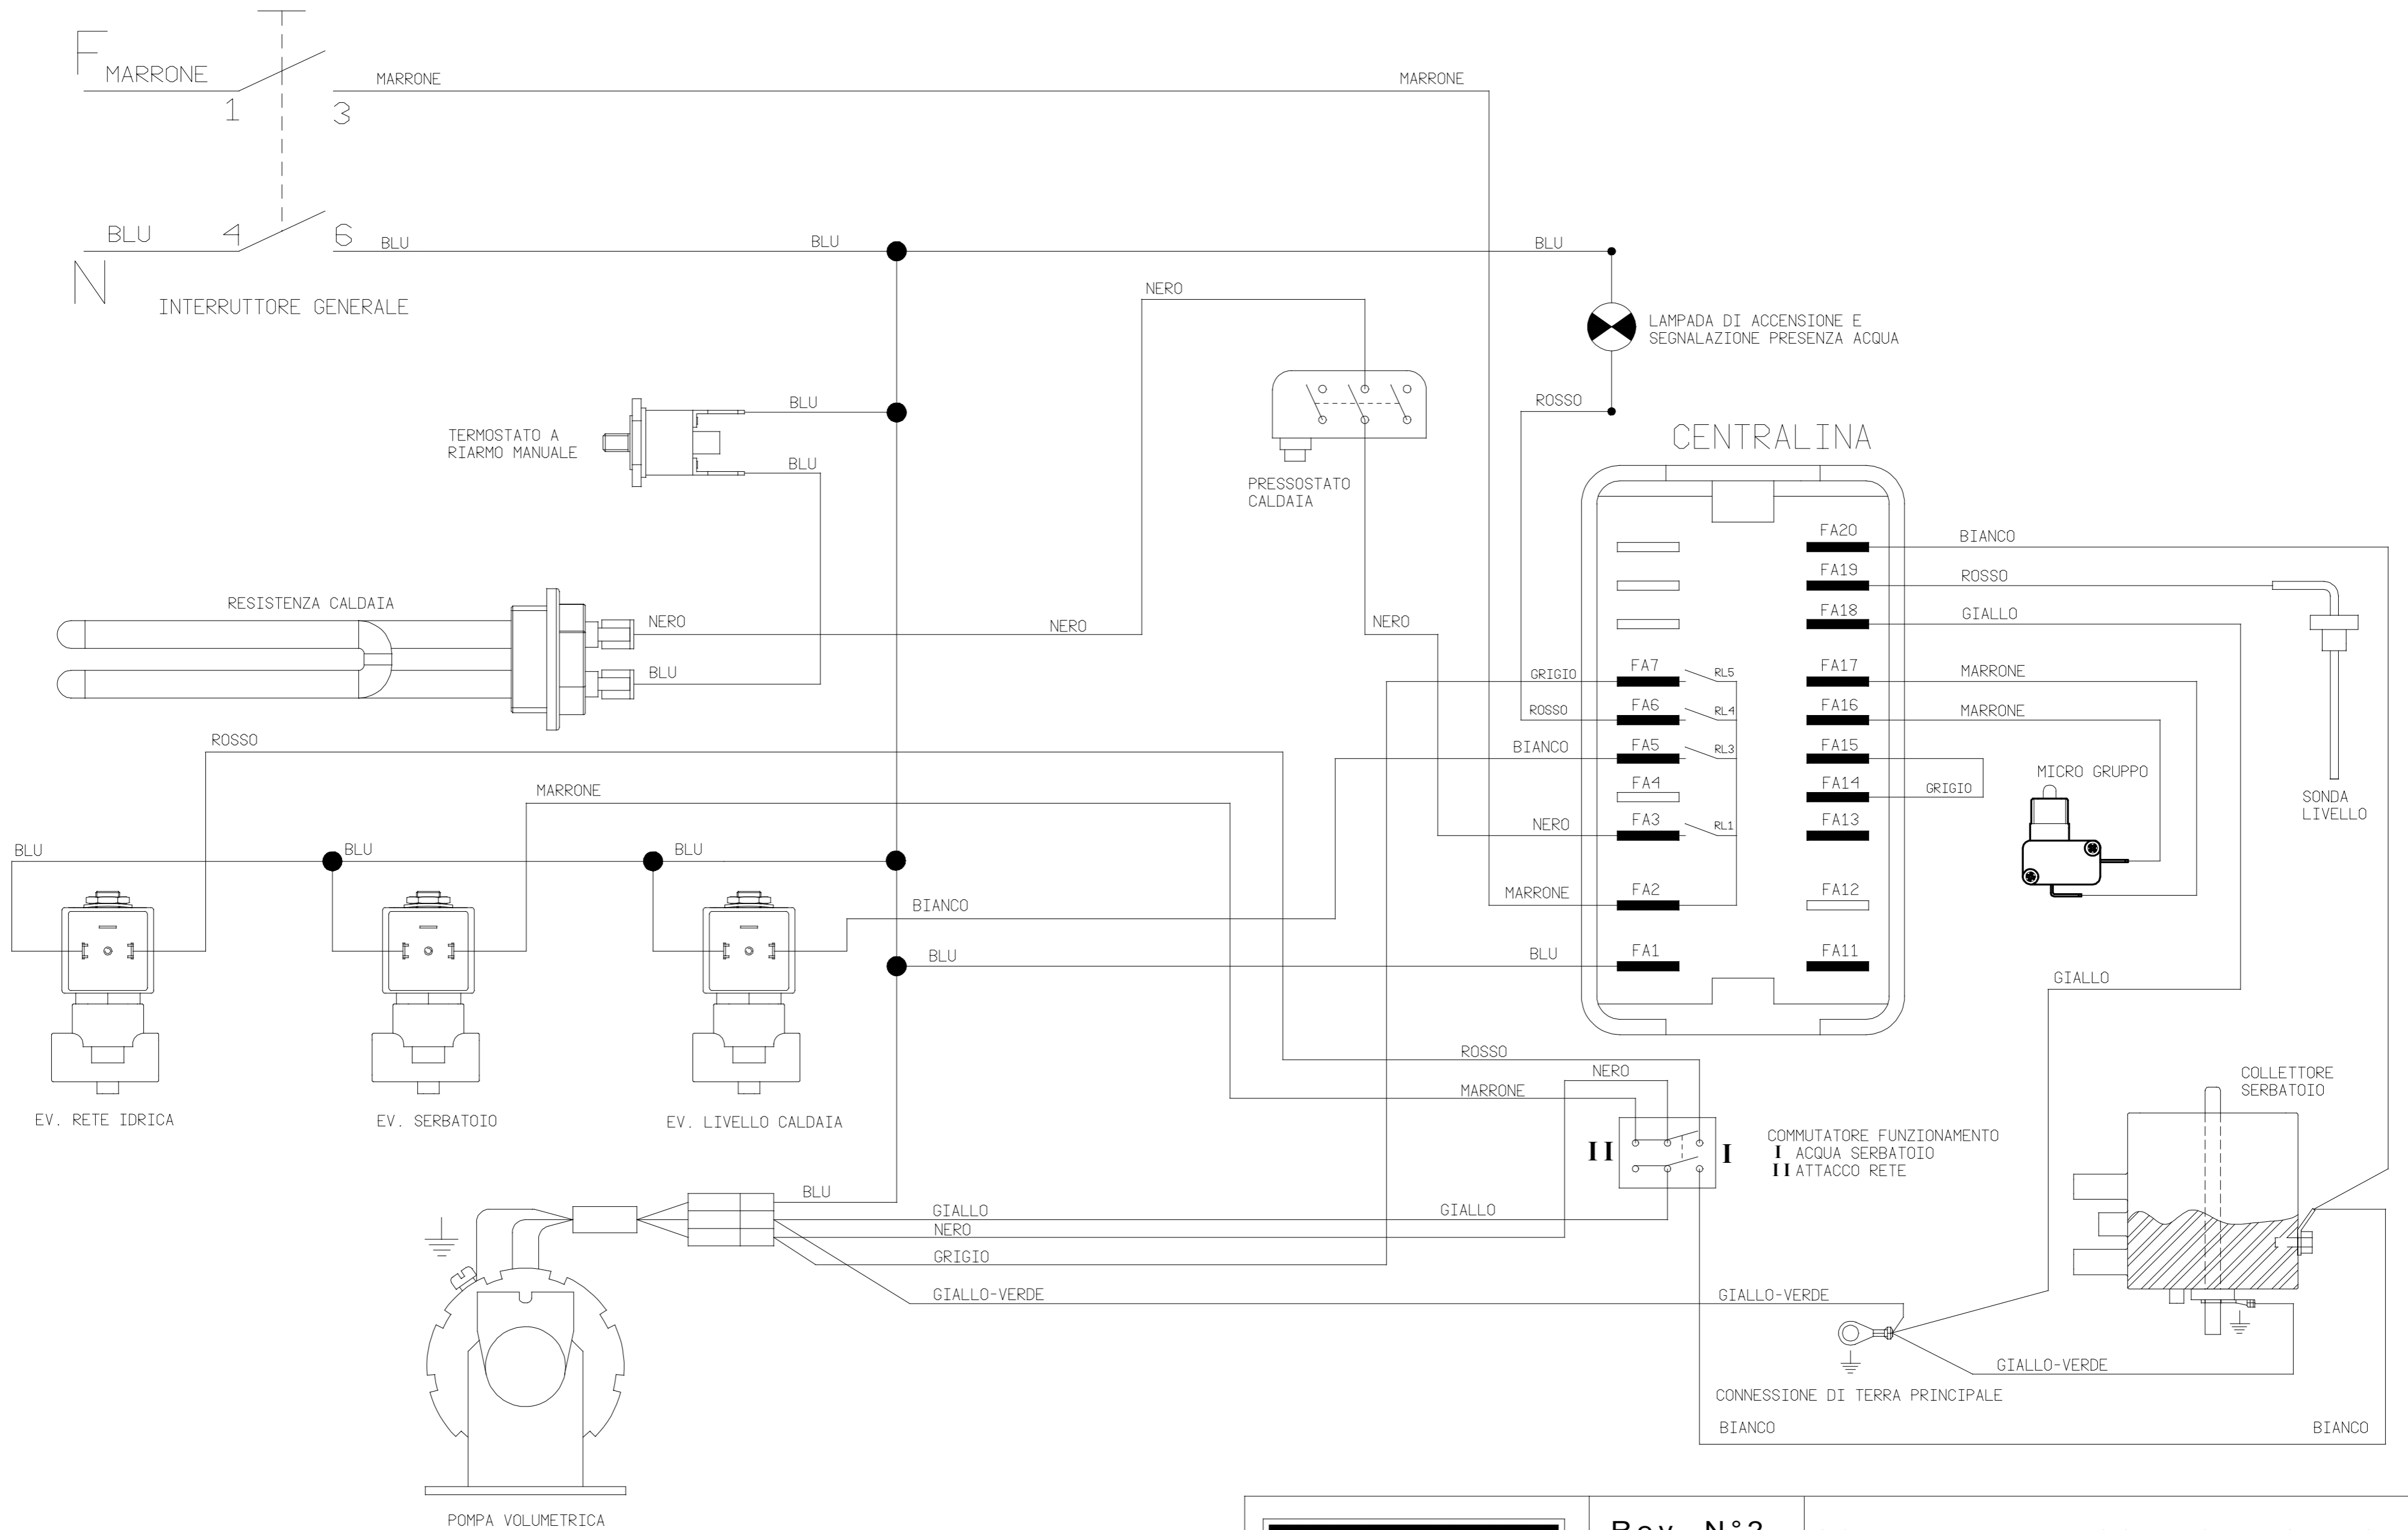 F
MARRONE
1
3
MARRONE
MARRONE
BLU
4
6
BLU
BLU
BLU
N
INTERRUTTORE GENERALE
NERO
LAMPADA DI ACCENSIONE E
SEGNALAZIONE PRESENZA ACQUA
ROSSO
BLU
TERMOSTATO A
RIARMO MANUALE
BLU
PRESSOSTATO
CALDAIA
CENTRALINA
RESISTENZA CALDAIA
NERO
NERO
NERO
BLU
FA20
BIANCO
FA19
ROSSO
FA18
GIALLO
GRIGIO
FA7
RL5
FA17
MARRONE
ROSSO
FA6
RL4
FA16
MARRONE
BIANCO
FA5
RL3
FA15
FA4
FA14
GRIGIO
NERO
FA3
RL1
FA13
MARRONE
FA2
FA12
BLU
FA1
FA11
MICRO GRUPPO
SONDA
LIVELLO
ROSSO
MARRONE
BLU
BLU
BLU
BIANCO
BLU
GIALLO
EV. RETE IDRICA
EV. SERBATOIO
EV. LIVELLO CALDAIA
ROSSO
NERO
MARRONE
II
I
COMMUTATORE FUNZIONAMENTO
I ACQUA SERBATOIO
II ATTACCO RETE
COLLETTORE
SERBATOIO
BLU
GIALLO
GIALLO
NERO
GRIGIO
GIALLO-VERDE
GIALLO-VERDE
GIALLO-VERDE
CONNESSIONE DI TERRA PRINCIPALE
BIANCO
BIANCO
POMPA VOLUMETRICA
Rev. N°2